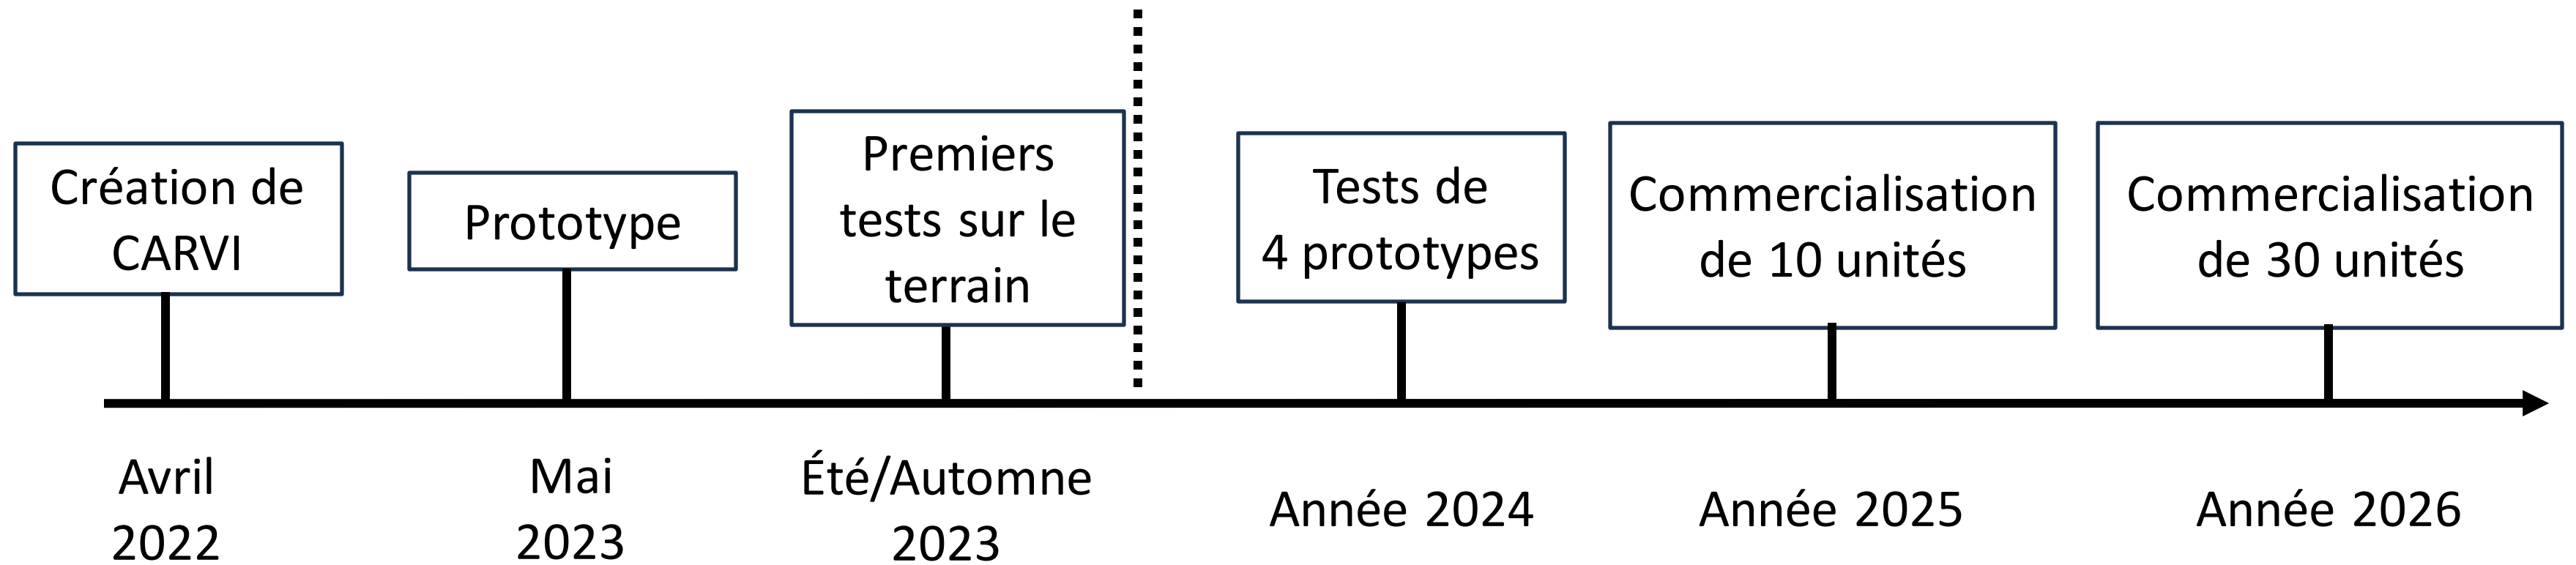 Création de
CARVI
Prototype
Premiers
tests sur le
terrain
Tests de
4 prototypes
Commercialisation
de 10 unités
Commercialisation
de 30 unités
Avril
2022
Mai
2023
Été/Automne
2023
Année 2024
Année 2025
Année 2026